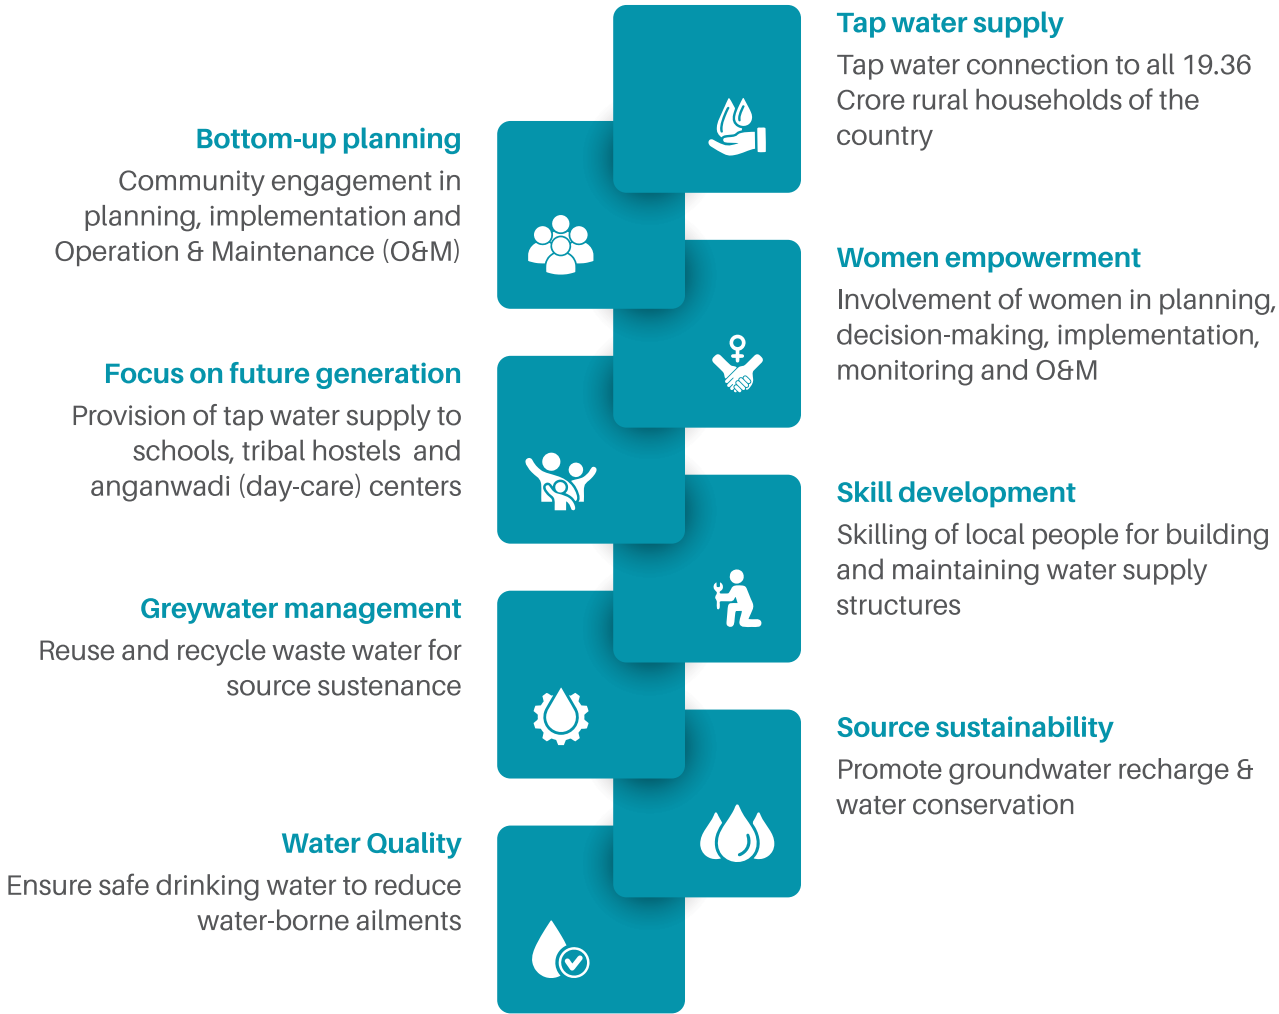 Tap water supply
Tap water connection to all 19.36
Crore rural households of the
country
Bottom-up planning
Community engagement in
planning, implementation and
Operation & Maintenance (O&M)
Women empowerment
Involvement of women in planning,
decision-making, implementation,
monitoring and O&M
Focus on future generation
Provision of tap water supply to
schools, tribal hostels and
anganwadi (day-care) centers
Skill development
Skilling of local people for building
and maintaining water supply
structures
Greywater management
Reuse and recycle waste water for
source sustenance
Source sustainability
Promote groundwater recharge &
water conservation
Water Quality
Ensure safe drinking water to reduce
water-borne ailments